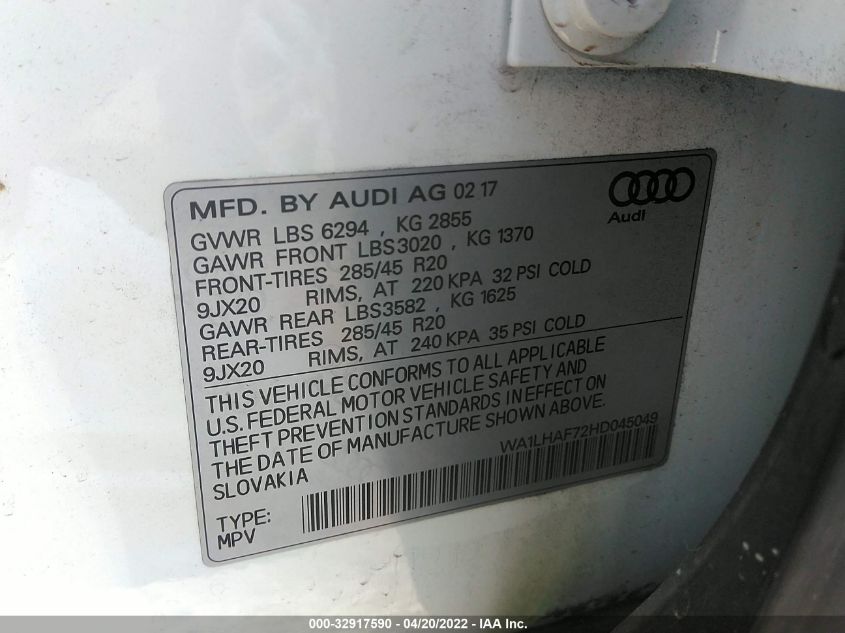 MFD. BY AUDI AG 02 17
Audi
GVWR LBS 6294 , KG 2855
GAWR FRONT LBS3020 , KG 1370
FRONT-TIRES 285/45 R20
9JX20 RIMS, AT 220 KPA 32 PSI COLD
GAWR REAR LBS3582 , KG 1625
REAR-TIRES 285/45 R20
9JX20 RIMS, AT 240 KPA 35 PSI COLD
THIS VEHICLE CONFORMS TO ALL APPLICABLE
U.S. FEDERAL MOTOR VEHICLE SAFETY AND
THEFT PREVENTION STANDARDS IN EFFECT ON
THE DATE OF MANUFACTURE SHOWN ABOVE.
SLOVAKIA
WA1LHAF72HD045049
TYPE:
MPV
000-32917590 - 04/20/2022 - IAA Inc.